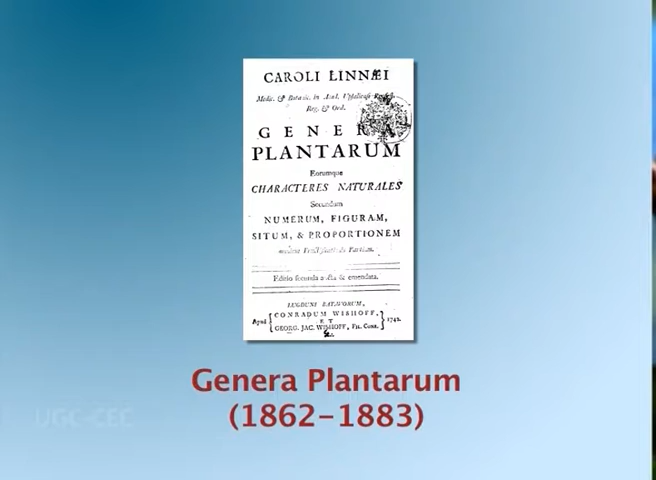 CAROLI LINNÆI
Medic. & Botanic. in Acad. Upsaliensi
Reg. & Ord.
GENERA
PLANTARUM
Eorumque
CHARACTERES NATURALES
Secundum
NUMERUM, FIGURAM,
SITUM, & PROPORTIONEM
Editio secunda aucta & emendata.
LUGDUNI BATAVORUM,
CONRADUM WISHOFF,
Apud ET 1742.
GEORG. JAC. WISHOFF, Fil. Conr.
Genera Plantarum
(1862-1883)
UGC-CEC